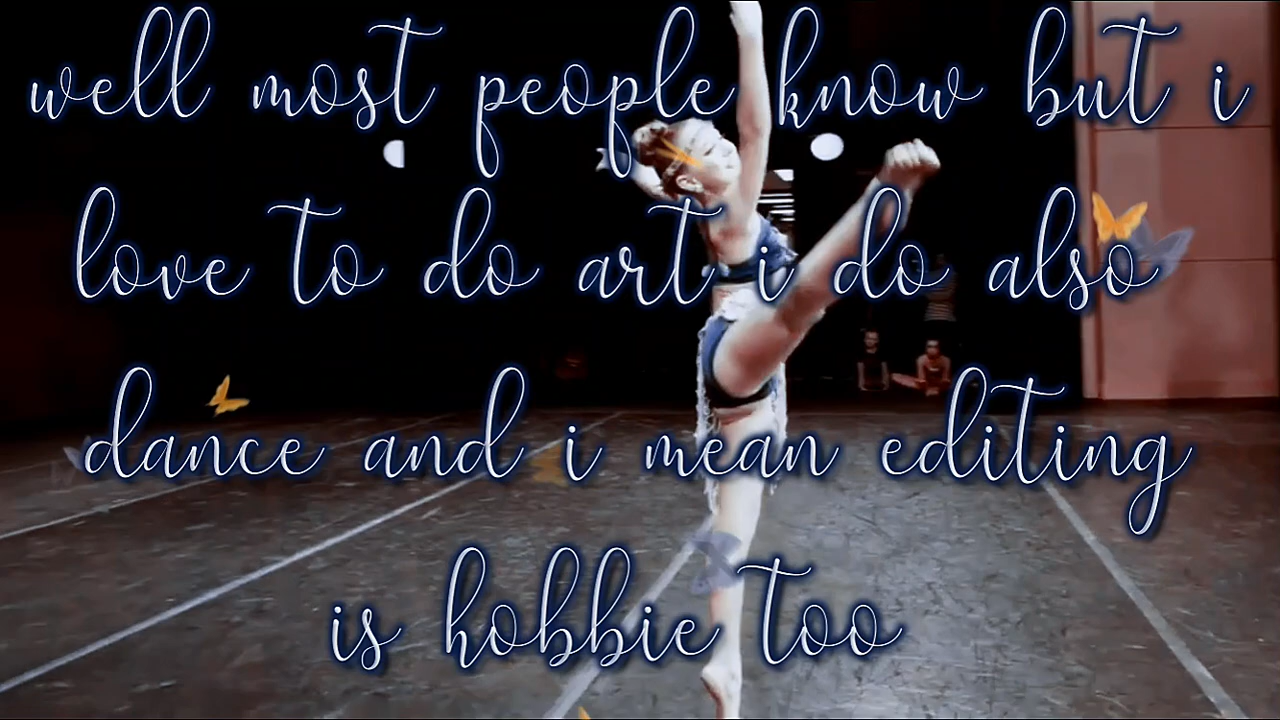 well most people know but i
love to do art i do also
dance and i mean editing
is hobbie too